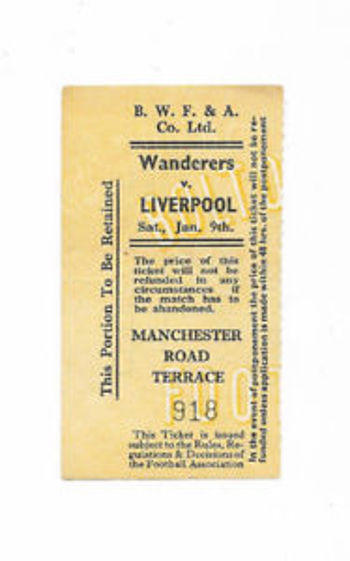 B. W. F. & A.
Co. Ltd.
Wanderers
v.
LIVERPOOL
Sat., Jan. 9th.
The price of this
ticket will not be
refunded in any
circumstances if
the match has to
be abandoned.
MANCHESTER
ROAD
TERRACE
918
This Ticket is issued
subject to the Rules, Re-
gulations & Decisions of
the Football Association
This Portion To Be Retained
In the event of postponement the price of this ticket will not be re-
funded unless application is made within 48 hrs. of the postponement
BOLTO
FOOT